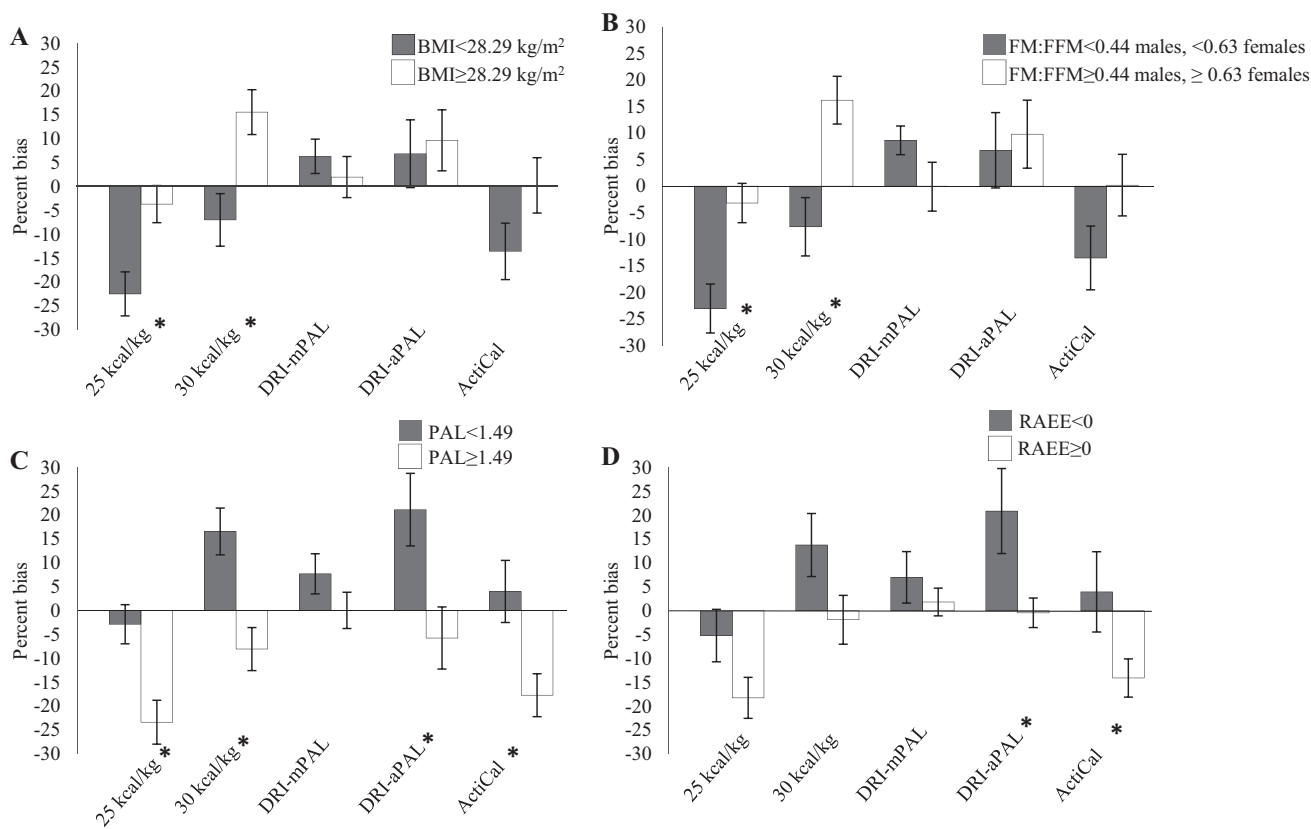 A
BMI<28.29 kg/m²
BMI≥28.29 kg/m²
Percent bias
30
25
20
15
10
5
0
-5
-10
-15
-20
-25
-30
25 kcal/kg *
30 kcal/kg *
DRI-mPAL
DRI-aPAL
ActiCal
B
FM:FFM<0.44 males, <0.63 females
FM:FFM≥0.44 males, ≥ 0.63 females
Percent bias
30
25
20
15
10
5
0
-5
-10
-15
-20
-25
-30
25 kcal/kg *
30 kcal/kg *
DRI-mPAL
DRI-aPAL
ActiCal
C
PAL<1.49
PAL≥1.49
Percent bias
30
25
20
15
10
5
0
-5
-10
-15
-20
-25
-30
25 kcal/kg *
30 kcal/kg *
DRI-mPAL
DRI-aPAL *
ActiCal *
D
RAEE<0
RAEE≥0
Percent bias
30
25
20
15
10
5
0
-5
-10
-15
-20
-25
-30
25 kcal/kg
30 kcal/kg
DRI-mPAL
DRI-aPAL *
ActiCal *